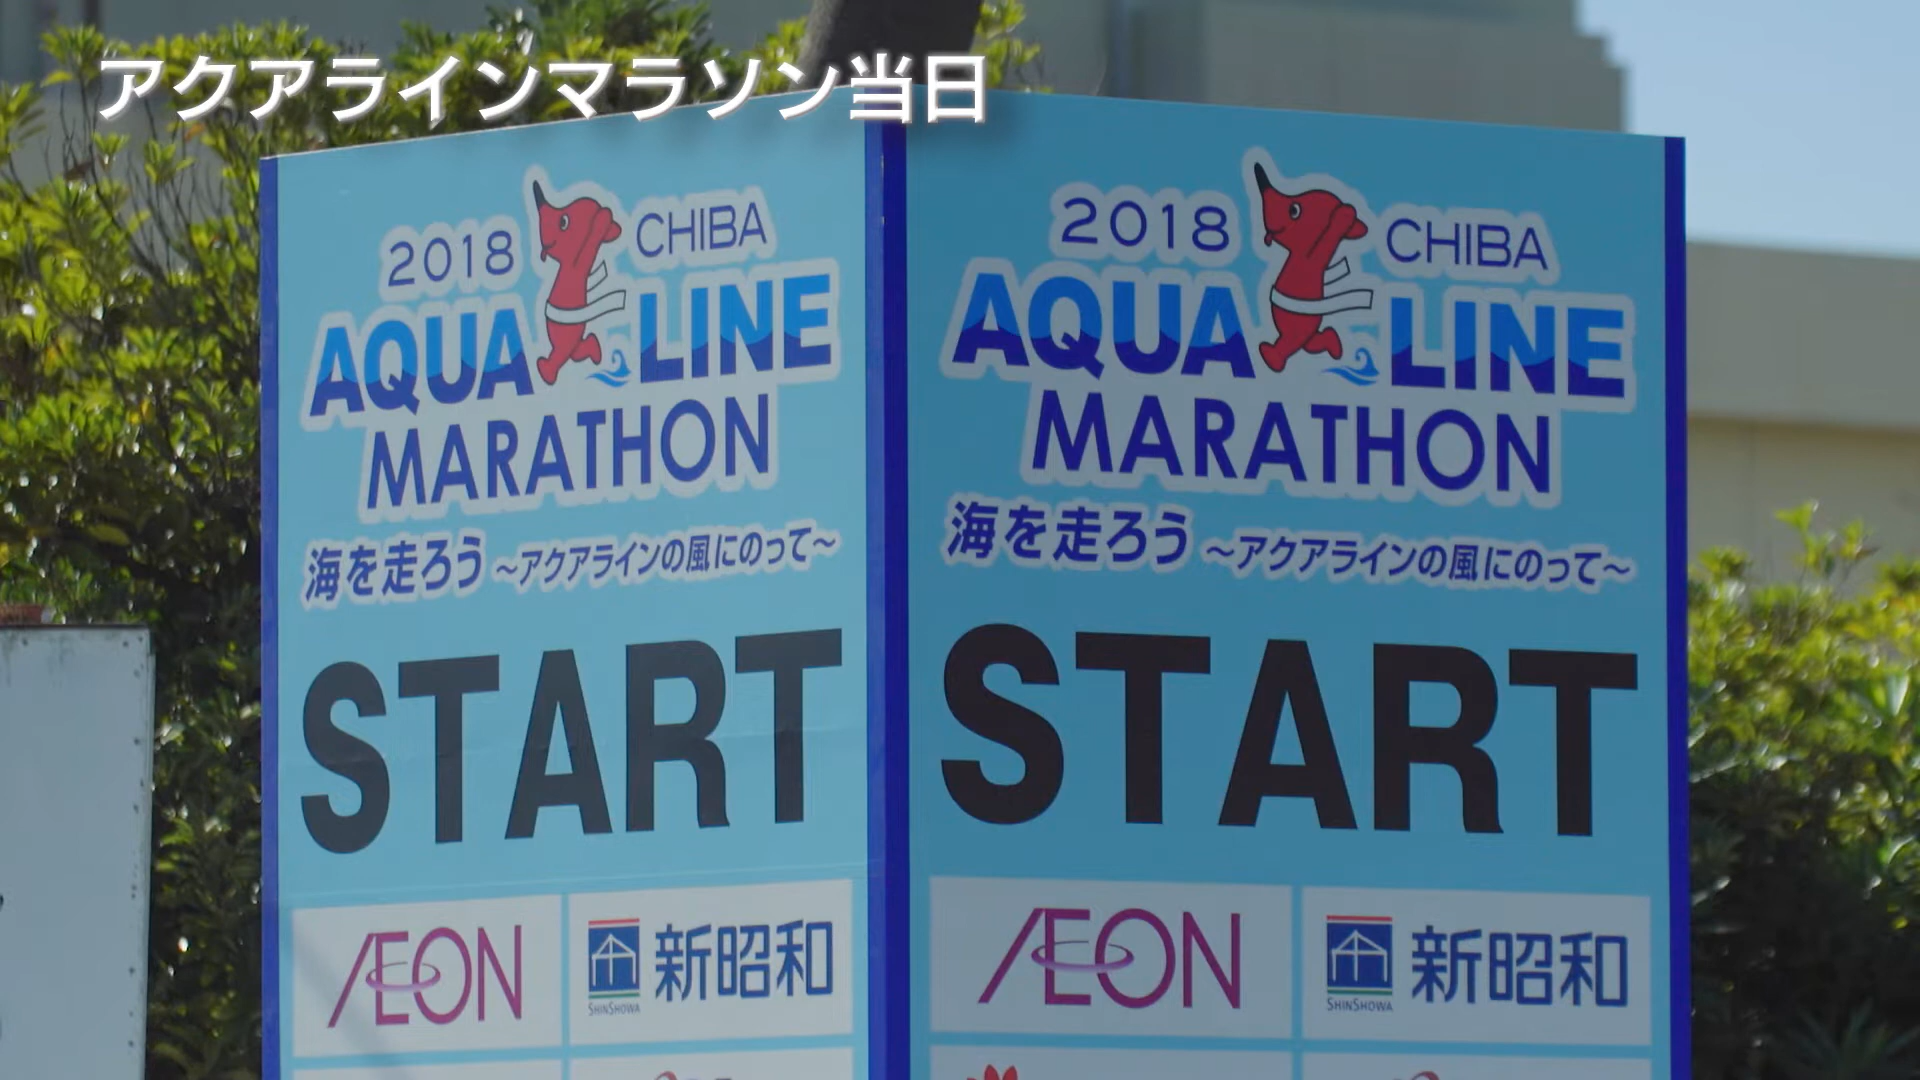 アクアラインマラソン当日
2018 CHIBA
AQUA LINE
MARATHON
海を走ろう ～アクアラインの風にのって～
START
ÆON
新昭和
SHINSHOWA
2018 CHIBA
AQUA LINE
MARATHON
海を走ろう ～アクアラインの風にのって～
START
ÆON
新昭和
SHINSHOWA